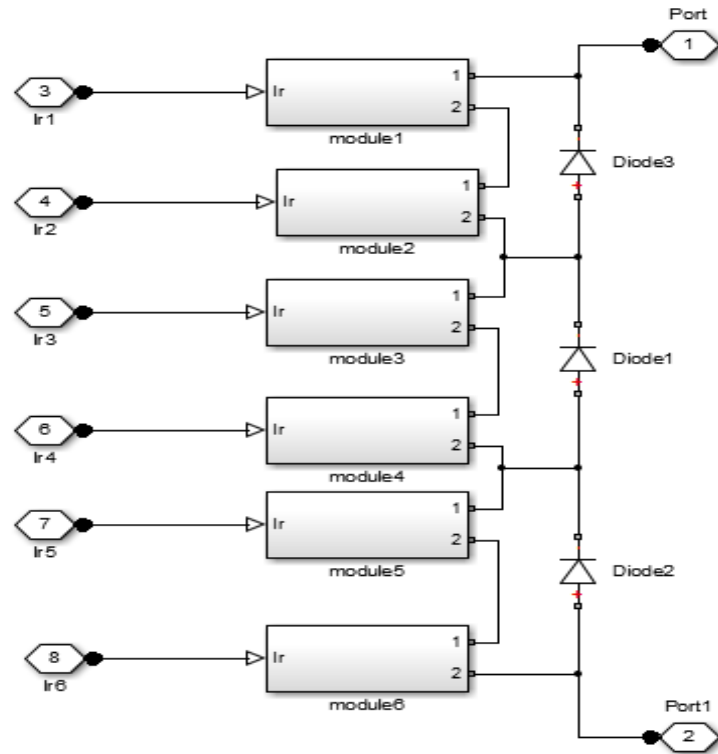 Port
1
3
Ir1
Ir
1
2
module1
Diode3
4
Ir2
Ir
1
2
module2
5
Ir3
Ir
1
2
module3
Diode1
6
Ir4
Ir
1
2
module4
7
Ir5
Ir
1
2
module5
Diode2
8
Ir6
Ir
1
2
module6
Port1
2